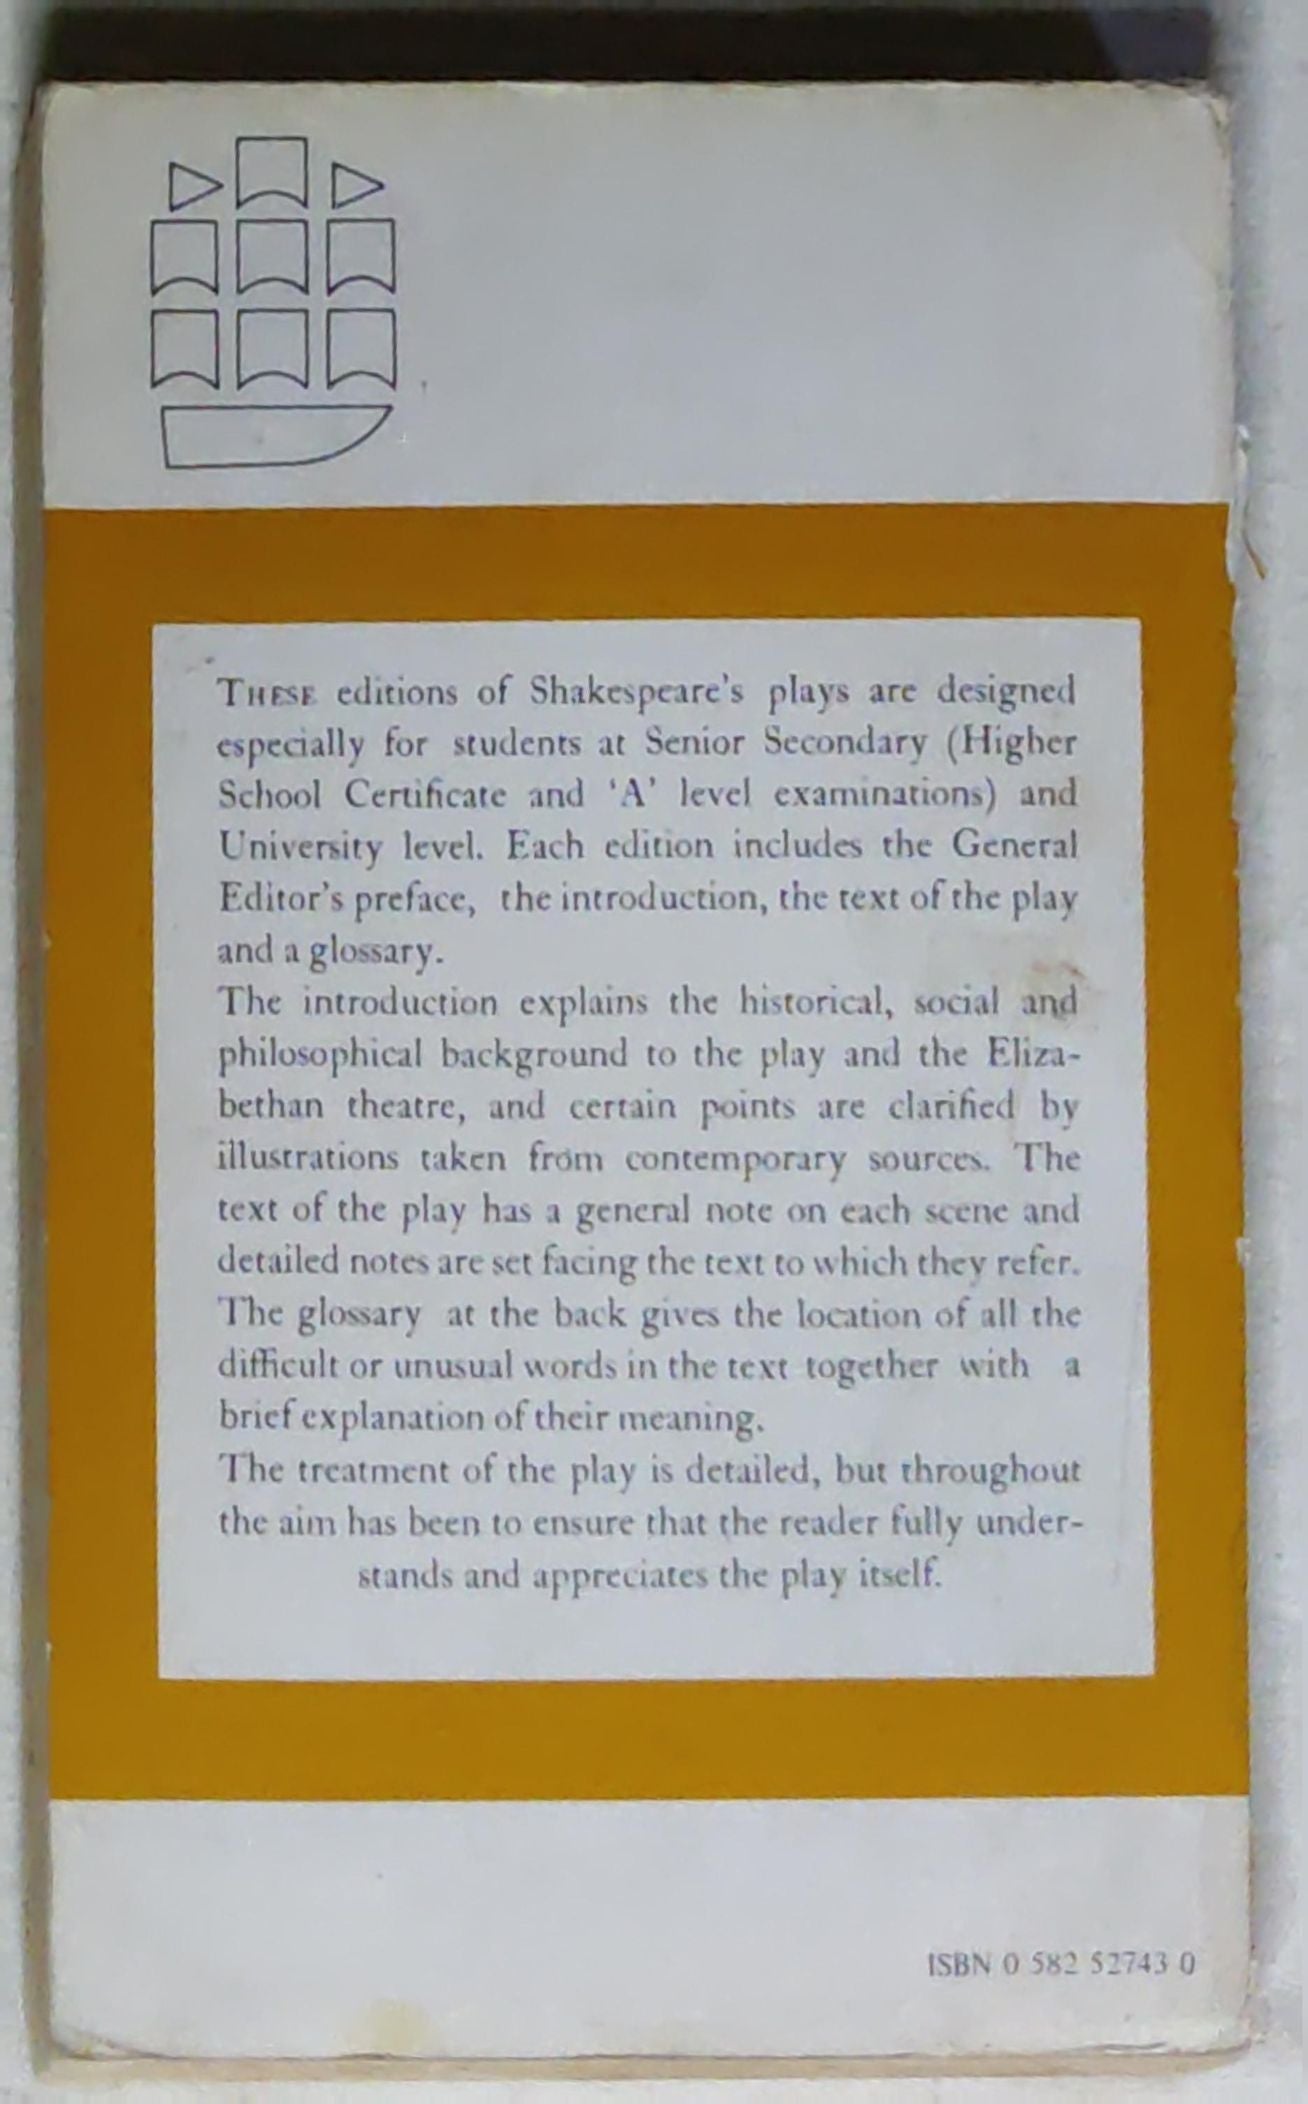 THESE editions of Shakespeare's plays are designed
especially for students at Senior Secondary (Higher
School Certificate and 'A' level examinations) and
University level. Each edition includes the General
Editor's preface, the introduction, the text of the play
and a glossary.
The introduction explains the historical, social and
philosophical background to the play and the Eliza-
bethan theatre, and certain points are clarified by
illustrations taken from contemporary sources. The
text of the play has a general note on each scene and
detailed notes are set facing the text to which they refer.
The glossary at the back gives the location of all the
difficult or unusual words in the text together with a
brief explanation of their meaning.
The treatment of the play is detailed, but throughout
the aim has been to ensure that the reader fully under-
stands and appreciates the play itself.
ISBN 0 582 52743 0